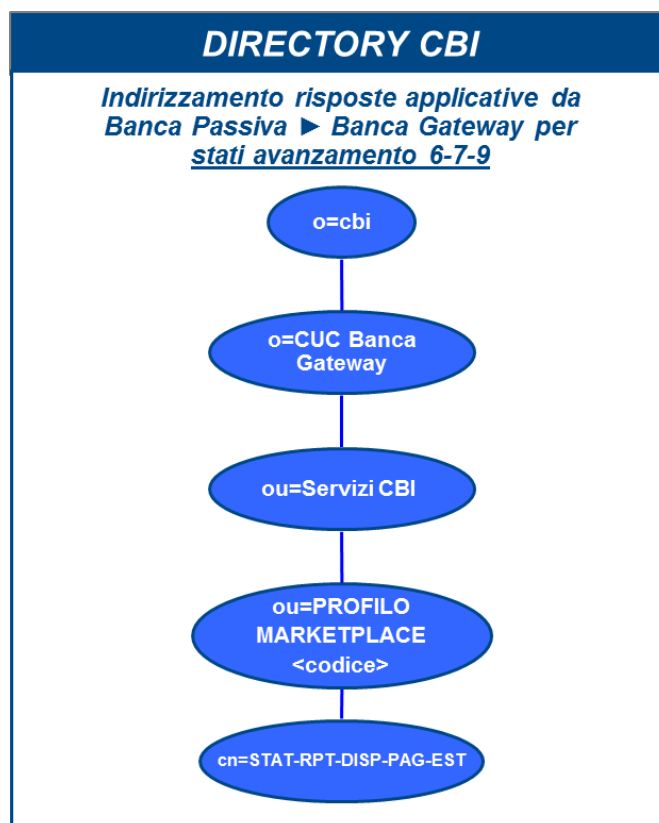 DIRECTORY CBI
Indirizzamento risposte applicative da
Banca Passiva ► Banca Gateway per
stati avanzamento 6-7-9
o=cbi
o=CUC Banca
Gateway
ou=Servizi CBI
ou=PROFILO
MARKETPLACE
<codice>
cn=STAT-RPT-DISP-PAG-EST